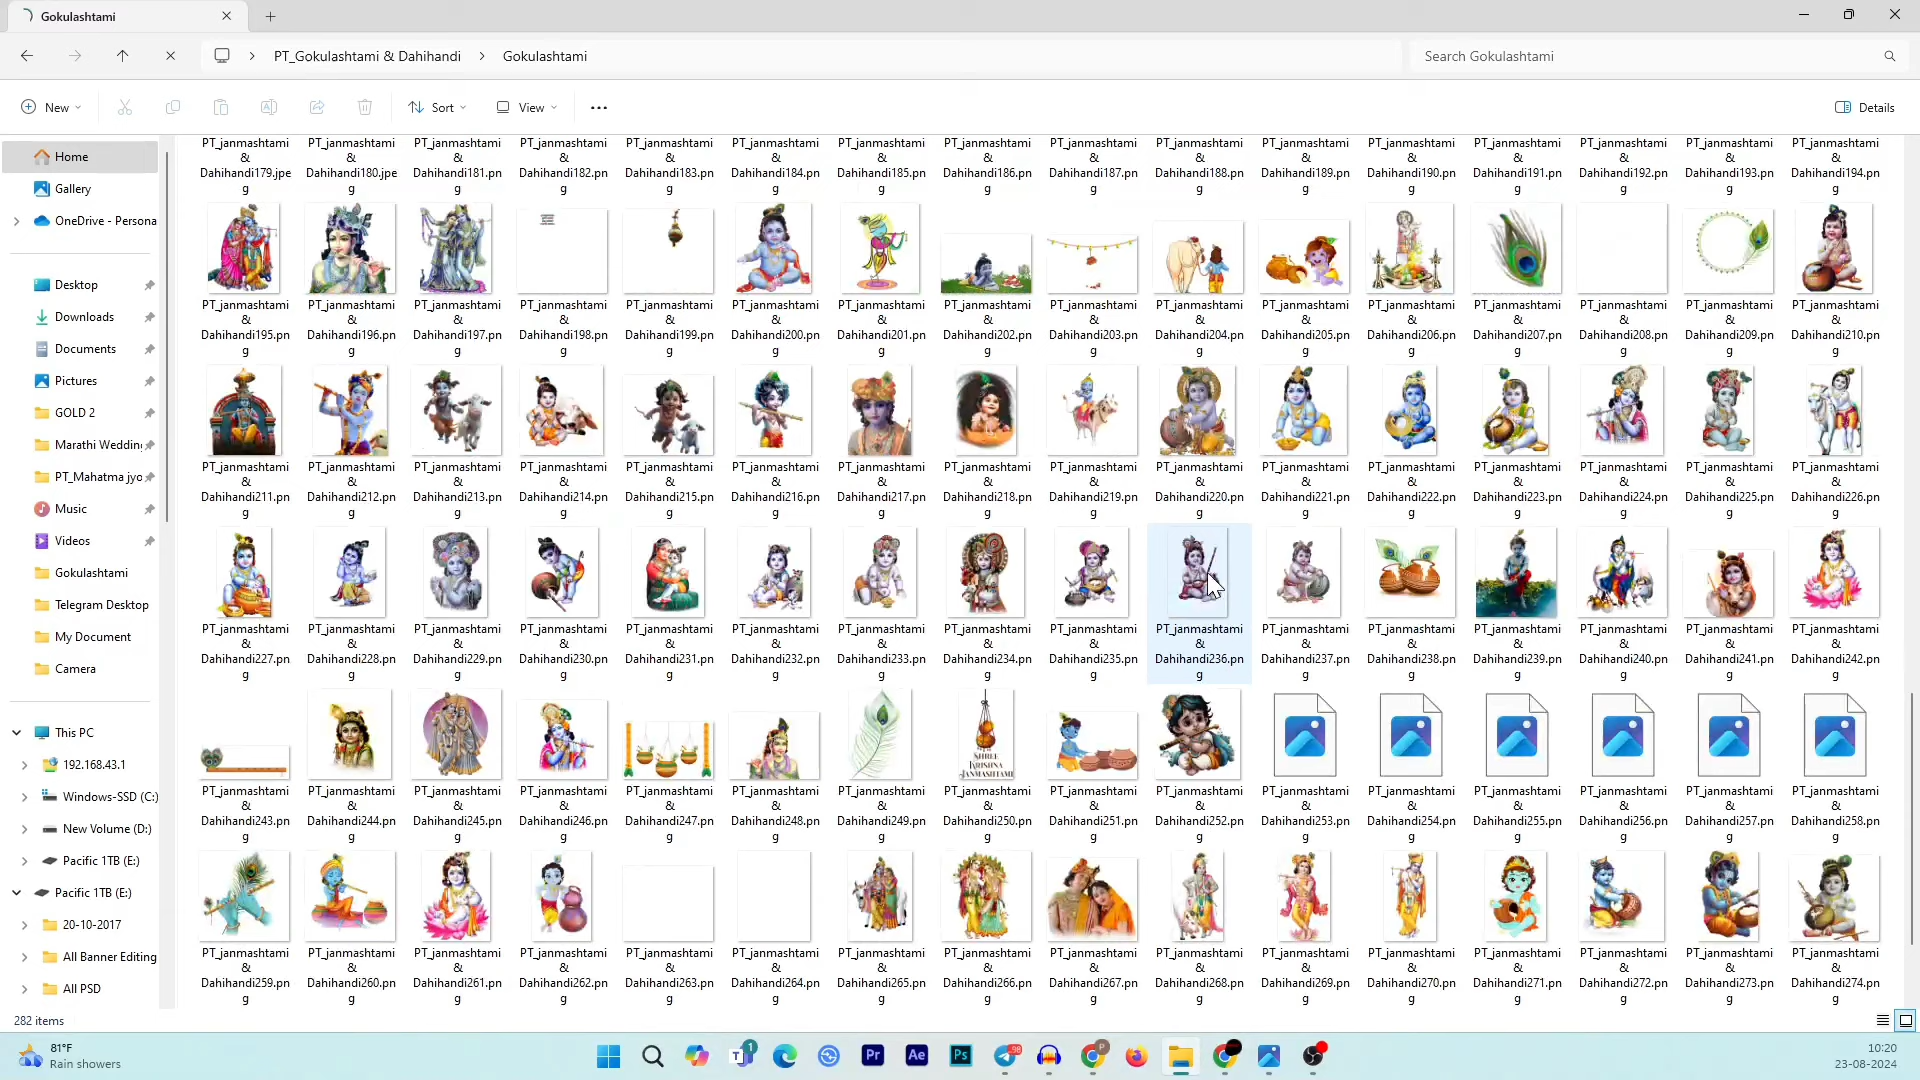 Gokulashtami
PT_Gokulashtami & Dahihandi
Gokulashtami
Search Gokulashtami
New
Sort
View
Details
Home
Gallery
OneDrive - Persona
Desktop
Downloads
Documents
Pictures
GOLD 2
Marathi Wedding
PT_Mahatma jyo
Music
Videos
Gokulashtami
Telegram Desktop
My Document
Camera
This PC
192.168.43.1
Windows-SSD (C:)
New Volume (D:)
Pacific 1TB (E:)
Pacific 1TB (E:)
20-10-2017
All Banner Editing
All PSD
PT_janmashtami & Dahihandi179.jpeg
PT_janmashtami & Dahihandi180.jpeg
PT_janmashtami & Dahihandi181.png
PT_janmashtami & Dahihandi182.png
PT_janmashtami & Dahihandi183.png
PT_janmashtami & Dahihandi184.png
PT_janmashtami & Dahihandi185.png
PT_janmashtami & Dahihandi186.png
PT_janmashtami & Dahihandi187.png
PT_janmashtami & Dahihandi188.png
PT_janmashtami & Dahihandi189.png
PT_janmashtami & Dahihandi190.png
PT_janmashtami & Dahihandi191.png
PT_janmashtami & Dahihandi192.png
PT_janmashtami & Dahihandi193.png
PT_janmashtami & Dahihandi194.png
PT_janmashtami & Dahihandi195.png
PT_janmashtami & Dahihandi196.png
PT_janmashtami & Dahihandi197.png
PT_janmashtami & Dahihandi198.png
PT_janmashtami & Dahihandi199.png
PT_janmashtami & Dahihandi200.png
PT_janmashtami & Dahihandi201.png
PT_janmashtami & Dahihandi202.png
PT_janmashtami & Dahihandi203.png
PT_janmashtami & Dahihandi204.png
PT_janmashtami & Dahihandi205.png
PT_janmashtami & Dahihandi206.png
PT_janmashtami & Dahihandi207.png
PT_janmashtami & Dahihandi208.png
PT_janmashtami & Dahihandi209.png
PT_janmashtami & Dahihandi210.png
PT_janmashtami & Dahihandi211.png
PT_janmashtami & Dahihandi212.png
PT_janmashtami & Dahihandi213.png
PT_janmashtami & Dahihandi214.png
PT_janmashtami & Dahihandi215.png
PT_janmashtami & Dahihandi216.png
PT_janmashtami & Dahihandi217.png
PT_janmashtami & Dahihandi218.png
PT_janmashtami & Dahihandi219.png
PT_janmashtami & Dahihandi220.png
PT_janmashtami & Dahihandi221.png
PT_janmashtami & Dahihandi222.png
PT_janmashtami & Dahihandi223.png
PT_janmashtami & Dahihandi224.png
PT_janmashtami & Dahihandi225.png
PT_janmashtami & Dahihandi226.png
PT_janmashtami & Dahihandi227.png
PT_janmashtami & Dahihandi228.png
PT_janmashtami & Dahihandi229.png
PT_janmashtami & Dahihandi230.png
PT_janmashtami & Dahihandi231.png
PT_janmashtami & Dahihandi232.png
PT_janmashtami & Dahihandi233.png
PT_janmashtami & Dahihandi234.png
PT_janmashtami & Dahihandi235.png
PT_janmashtami & Dahihandi236.png
PT_janmashtami & Dahihandi237.png
PT_janmashtami & Dahihandi238.png
PT_janmashtami & Dahihandi239.png
PT_janmashtami & Dahihandi240.png
PT_janmashtami & Dahihandi241.png
PT_janmashtami & Dahihandi242.png
SHREE
KRISHNA
JANMASHTAMI
PT_janmashtami & Dahihandi243.png
PT_janmashtami & Dahihandi244.png
PT_janmashtami & Dahihandi245.png
PT_janmashtami & Dahihandi246.png
PT_janmashtami & Dahihandi247.png
PT_janmashtami & Dahihandi248.png
PT_janmashtami & Dahihandi249.png
PT_janmashtami & Dahihandi250.png
PT_janmashtami & Dahihandi251.png
PT_janmashtami & Dahihandi252.png
PT_janmashtami & Dahihandi253.png
PT_janmashtami & Dahihandi254.png
PT_janmashtami & Dahihandi255.png
PT_janmashtami & Dahihandi256.png
PT_janmashtami & Dahihandi257.png
PT_janmashtami & Dahihandi258.png
PT_janmashtami & Dahihandi259.png
PT_janmashtami & Dahihandi260.png
PT_janmashtami & Dahihandi261.png
PT_janmashtami & Dahihandi262.png
PT_janmashtami & Dahihandi263.png
PT_janmashtami & Dahihandi264.png
PT_janmashtami & Dahihandi265.png
PT_janmashtami & Dahihandi266.png
PT_janmashtami & Dahihandi267.png
PT_janmashtami & Dahihandi268.png
PT_janmashtami & Dahihandi269.png
PT_janmashtami & Dahihandi270.png
PT_janmashtami & Dahihandi271.png
PT_janmashtami & Dahihandi272.png
PT_janmashtami & Dahihandi273.png
PT_janmashtami & Dahihandi274.png
282 items
81°F
Rain showers
1
Pr
Ae
Ps
98
P
10:20
23-08-2024